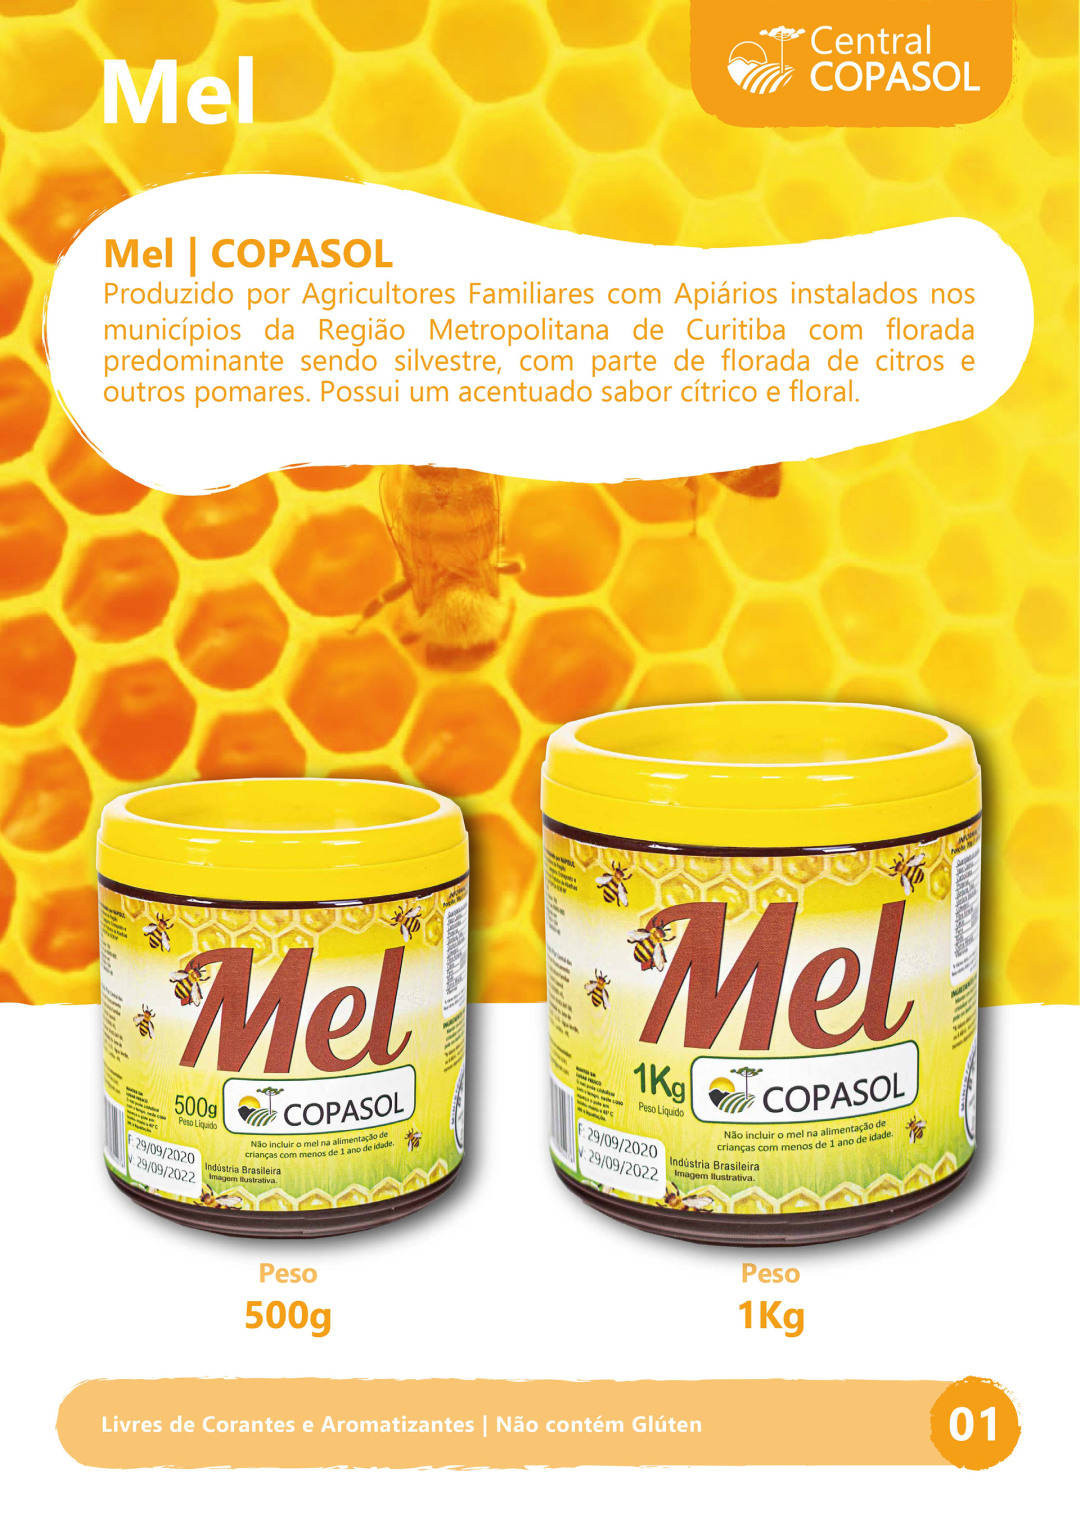 Mel
Central
COPASOL
Mel | COPASOL
Produzido por Agricultores Familiares com Apiários instalados nos
municípios da Região Metropolitana de Curitiba com florada
predominante sendo silvestre, com parte de florada de citros e
outros pomares. Possui um acentuado sabor cítrico e floral.
Mel
500g
Peso Liquido
COPASOL
Não incluir o mel na alimentação de
crianças com menos de 1 ano de idade.
F: 29/09/2020
V: 29/09/2022
Indústria Brasileira
Imagem Ilustrativa.
Mel
1Kg
Peso Liquido
COPASOL
Não incluir o mel na alimentação de
crianças com menos de 1 ano de idade.
F: 29/09/2020
V: 29/09/2022
Indústria Brasileira
Imagem Ilustrativa.
Peso
500g
Peso
1Kg
Livres de Corantes e Aromatizantes | Não contém Glúten
01